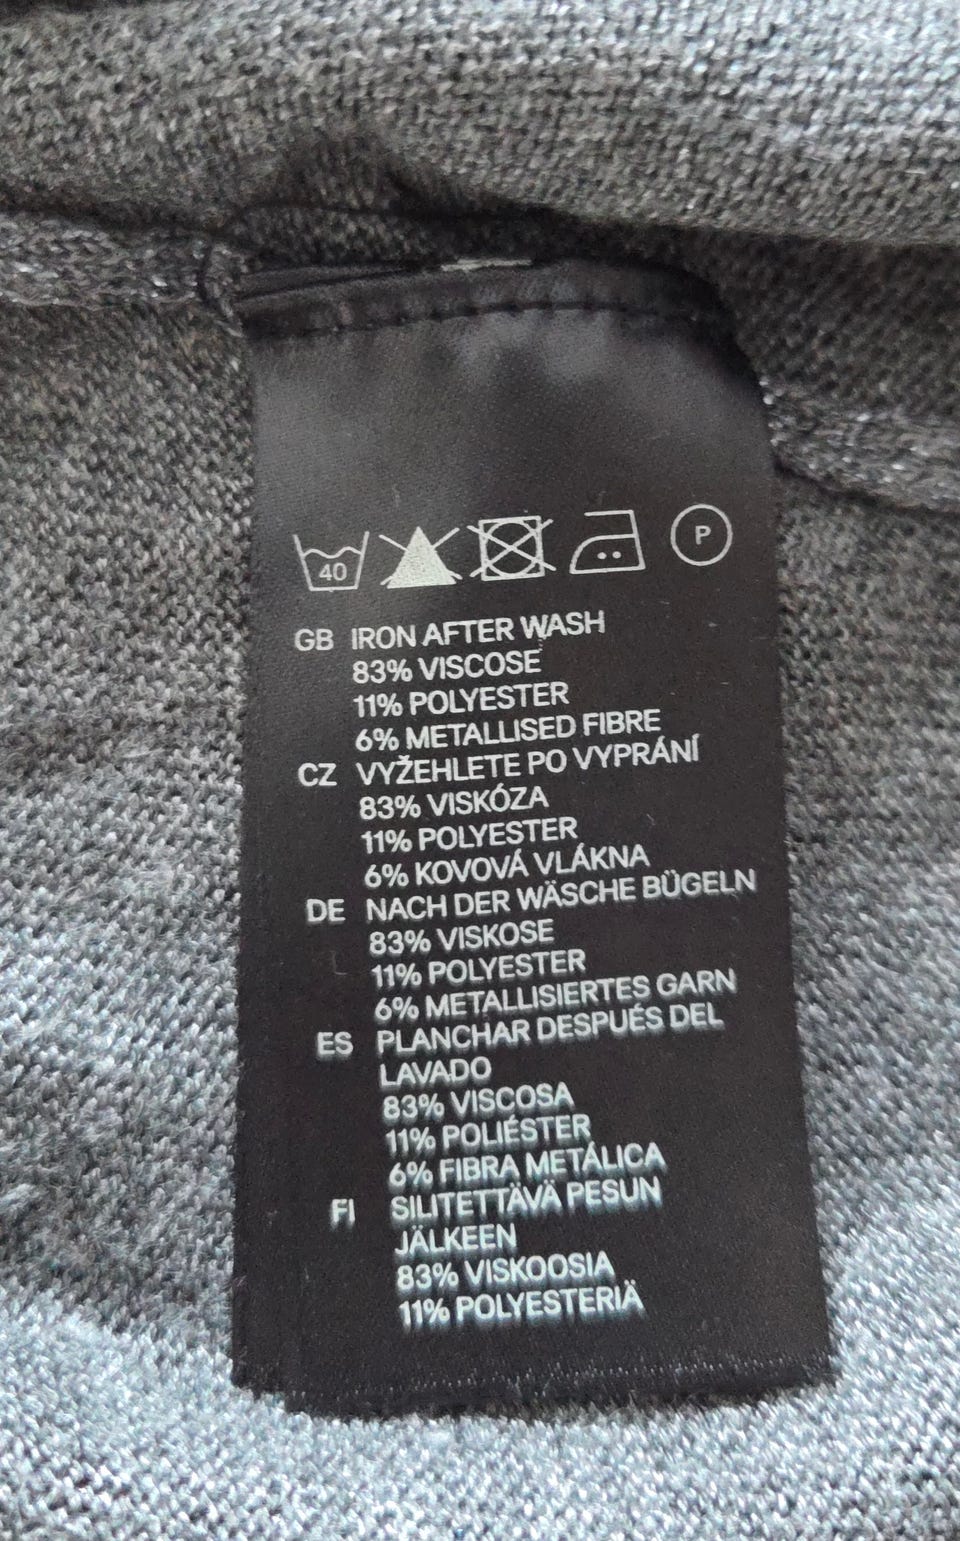 40 P
GB IRON AFTER WASH
83% VISCOSE
11% POLYESTER
6% METALLISED FIBRE
CZ VYŽEHLETE PO VYPRÁNÍ
83% VISKÓZA
11% POLYESTER
6% KOVOVÁ VLÁKNA
DE NACH DER WÄSCHE BÜGELN
83% VISKOSE
11% POLYESTER
6% METALLISIERTES GARN
ES PLANCHAR DESPUÉS DEL
LAVADO
83% VISCOSA
11% POLIÉSTER
6% FIBRA METÁLICA
FI SILITETTÄVÄ PESUN
JÄLKEEN
83% VISKOOSIA
11% POLYESTERIÄ